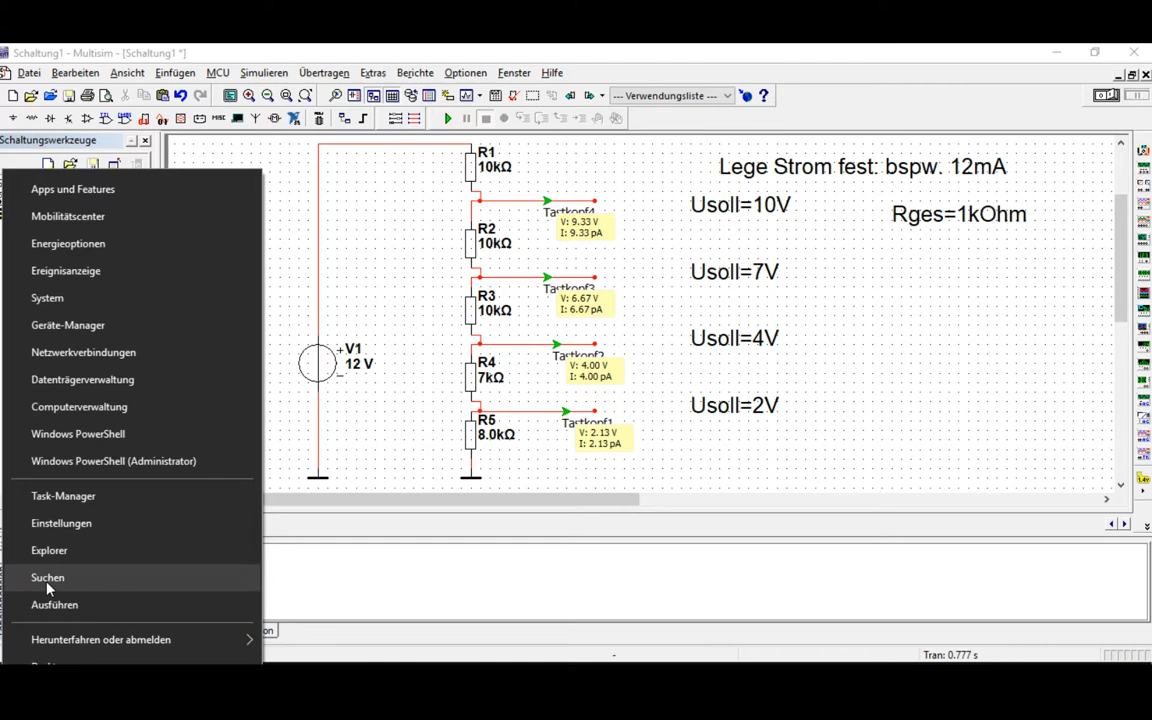 Schaltung1 - Multisim - [Schaltung1 *]
Datei Bearbeiten Ansicht Einfügen MCU Simulieren Übertragen Extras Berichte Optionen Fenster Hilfe
--- Verwendungsliste ---
Schaltungswerkzeuge
Apps und Features
Mobilitätscenter
Energieoptionen
Ereignisanzeige
System
Geräte-Manager
Netzwerkverbindungen
Datenträgerverwaltung
Computerverwaltung
Windows PowerShell
Windows PowerShell (Administrator)
Task-Manager
Einstellungen
Explorer
Suchen
Ausführen
Herunterfahren oder abmelden
V1
12 V
R1
10kΩ
R2
10kΩ
R3
10kΩ
R4
7kΩ
R5
8.0kΩ
Tastkopf4
V: 9.33 V
I: 9.33 pA
Tastkopf3
V: 6.67 V
I: 6.67 pA
Tastkopf2
V: 4.00 V
I: 4.00 pA
Tastkopf1
V: 2.13 V
I: 2.13 pA
Lege Strom fest: bspw. 12mA
Usoll=10V
Rges=1kOhm
Usoll=7V
Usoll=4V
Usoll=2V
Tran: 0.777 s